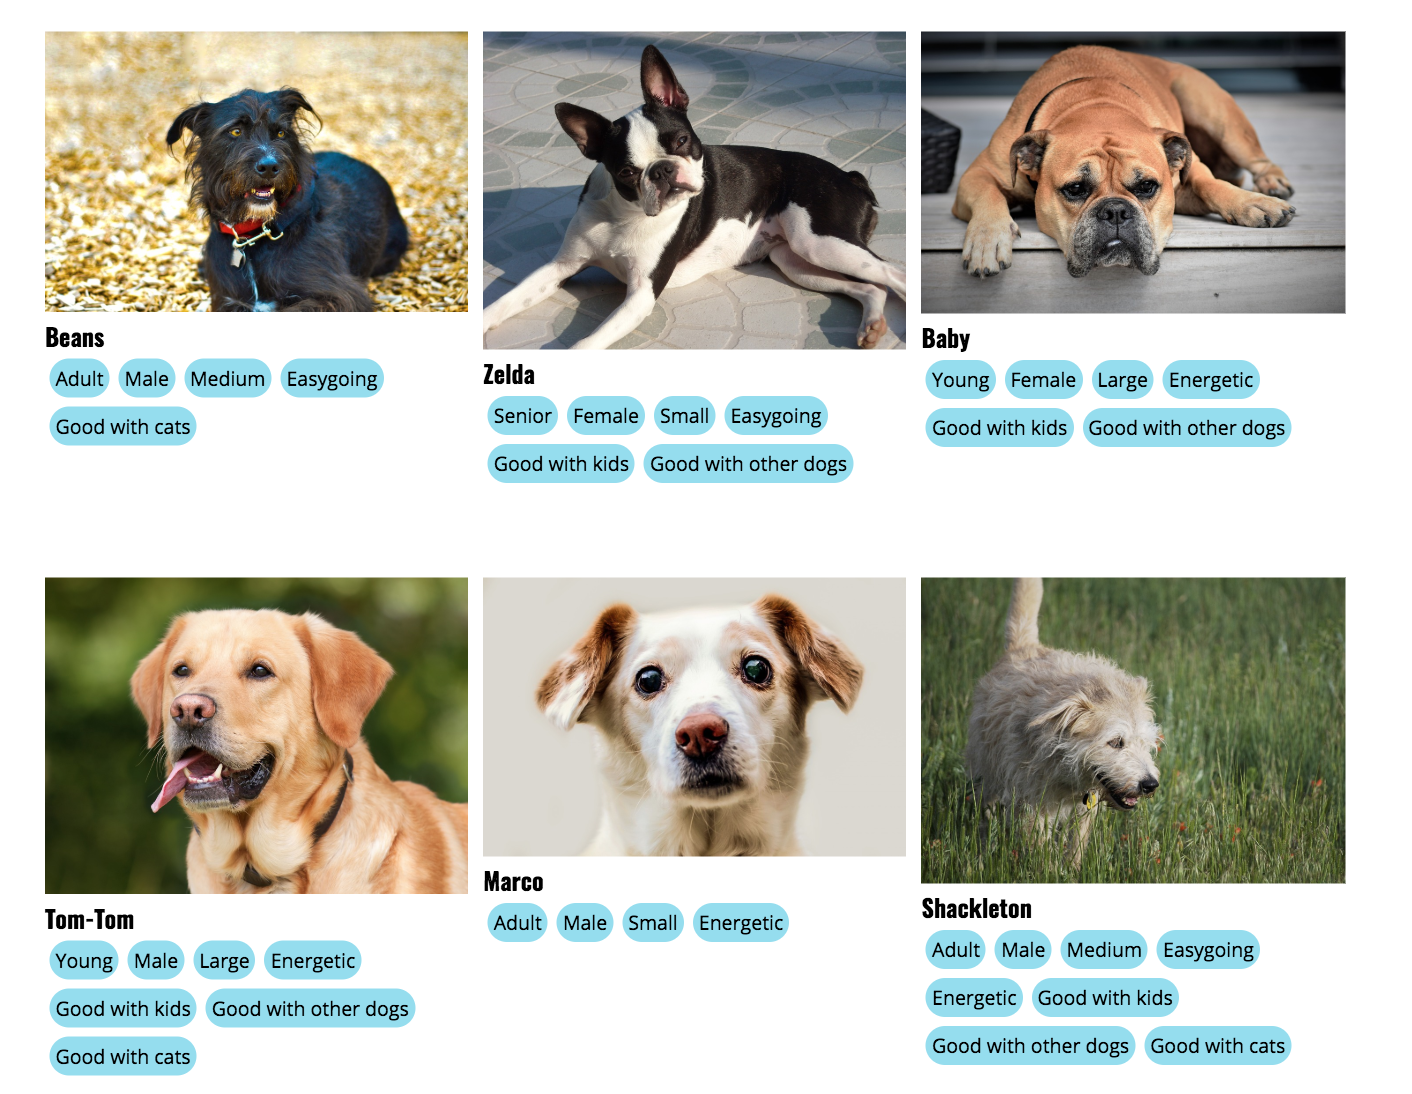 Beans
Adult Male Medium Easygoing
Good with cats
Zelda
Senior Female Small Easygoing
Good with kids Good with other dogs
Baby
Young Female Large Energetic
Good with kids Good with other dogs
Tom-Tom
Young Male Large Energetic
Good with kids Good with other dogs
Good with cats
Marco
Adult Male Small Energetic
Shackleton
Adult Male Medium Easygoing
Energetic Good with kids
Good with other dogs Good with cats